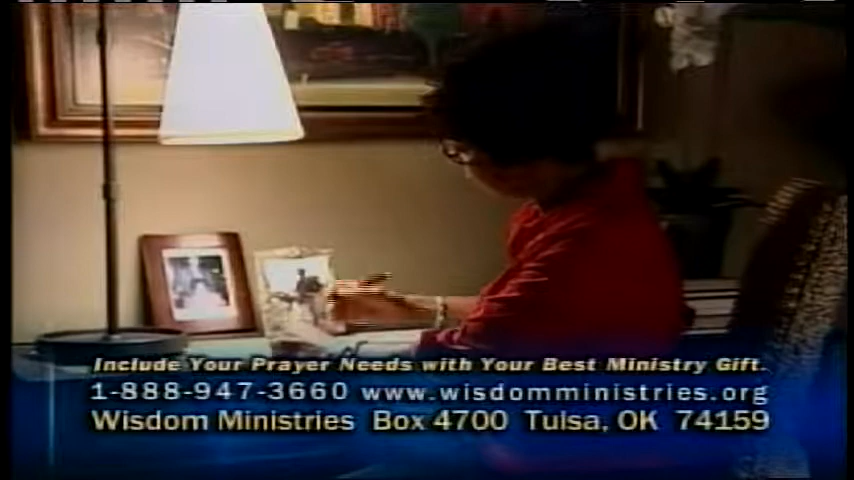 Include Your Prayer Needs with Your Best Ministry Gift.
1-888-947-3660 www.wisdomministries.org
Wisdom Ministries Box 4700 Tulsa, OK 74159